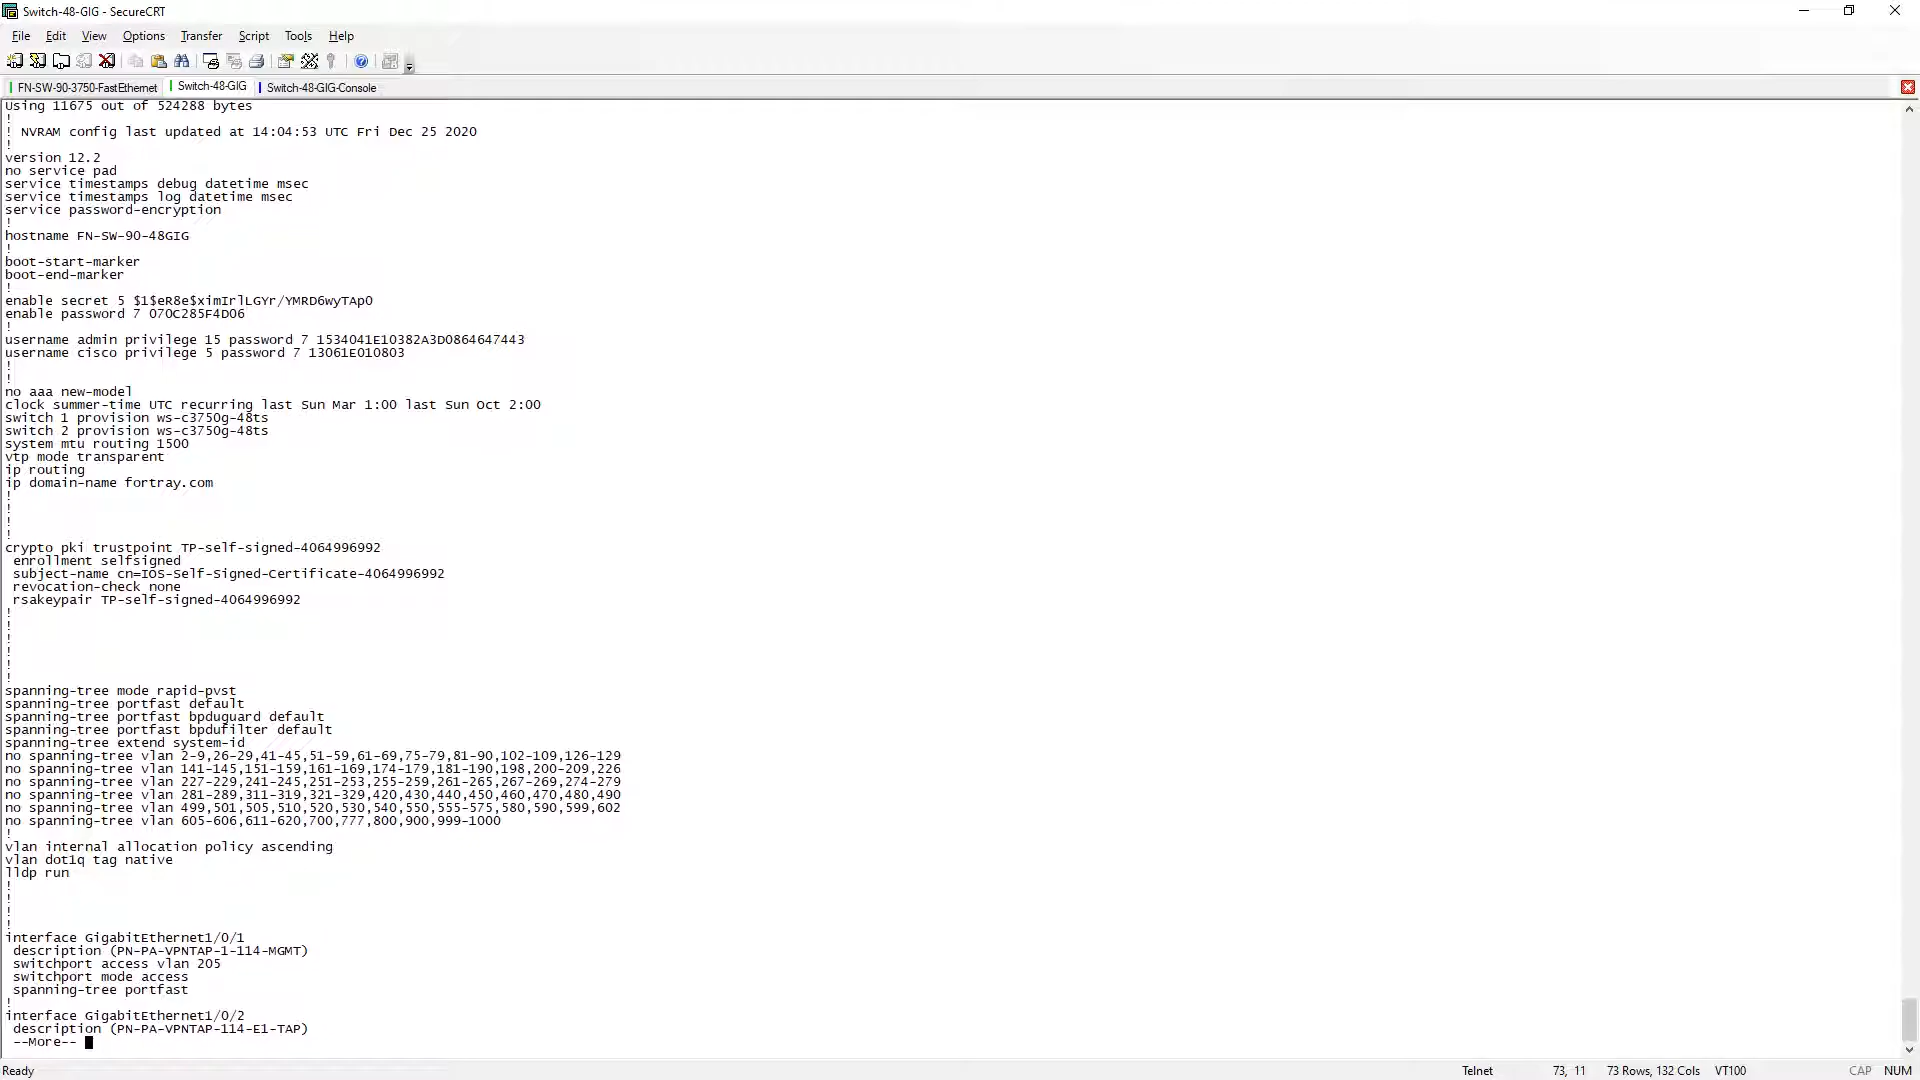 Switch-48-GIG - SecureCRT
File Edit View Options Transfer Script Tools Help
FN-SW-90-3750-FastEthernet Switch-48-GIG Switch-48-GIG-Console
Using 11675 out of 524288 bytes
!
! NVRAM config last updated at 14:04:53 UTC Fri Dec 25 2020
!
version 12.2
no service pad
service timestamps debug datetime msec
service timestamps log datetime msec
service password-encryption
!
hostname FN-SW-90-48GIG
!
boot-start-marker
boot-end-marker
!
enable secret 5 $1$eR8e$ximIrlLGYr/YMRD6wyTAp0
enable password 7 070C285F4D06
!
username admin privilege 15 password 7 1534041E10382A3D0864647443
username cisco privilege 5 password 7 13061E010803
!
!
no aaa new-model
clock summer-time UTC recurring last Sun Mar 1:00 last Sun Oct 2:00
switch 1 provision ws-c3750g-48ts
switch 2 provision ws-c3750g-48ts
system mtu routing 1500
vtp mode transparent
ip routing
ip domain-name fortray.com
!
!
!
!
crypto pki trustpoint TP-self-signed-4064996992
enrollment selfsigned
subject-name cn=IOS-Self-Signed-Certificate-4064996992
revocation-check none
rsakeypair TP-self-signed-4064996992
!
!
!
!
!
!
spanning-tree mode rapid-pvst
spanning-tree portfast default
spanning-tree portfast bpduguard default
spanning-tree portfast bpdufilter default
spanning-tree extend system-id
no spanning-tree vlan 2-9,26-29,41-45,51-59,61-69,75-79,81-90,102-109,126-129
no spanning-tree vlan 141-145,151-159,161-169,174-179,181-190,198,200-209,226
no spanning-tree vlan 227-229,241-245,251-253,255-259,261-265,267-269,274-279
no spanning-tree vlan 281-289,311-319,321-329,420,430,440,450,460,470,480,490
no spanning-tree vlan 499,501,505,510,520,530,540,550,555-575,580,590,599,602
no spanning-tree vlan 605-606,611-620,700,777,800,900,999-1000
!
vlan internal allocation policy ascending
vlan dot1q tag native
lldp run
!
!
!
!
interface GigabitEthernet1/0/1
description (PN-PA-VPNTAP-1-114-MGMT)
switchport access vlan 205
switchport mode access
spanning-tree portfast
!
interface GigabitEthernet1/0/2
description (PN-PA-VPNTAP-114-E1-TAP)
--More--
Ready Telnet 73, 11 73 Rows, 132 Cols VT100 CAP NUM